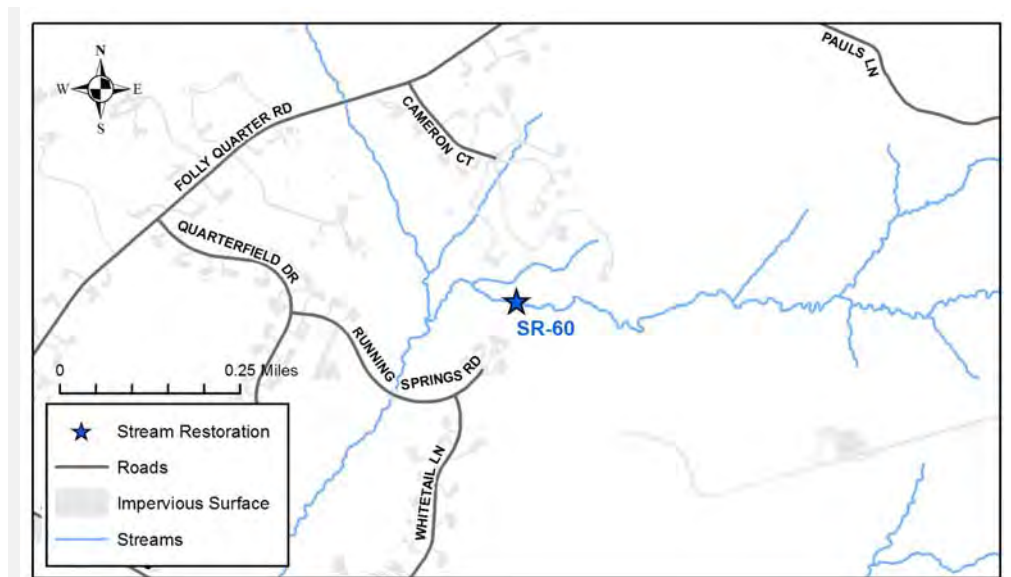 N
W E
S
PAULS LN
FOLLY QUARTER RD
CAMERON CT
QUARTERFIELD DR
SR-60
RUNNING SPRINGS RD
0 0.25 Miles
WHITETAIL LN
Stream Restoration
Roads
Impervious Surface
Streams